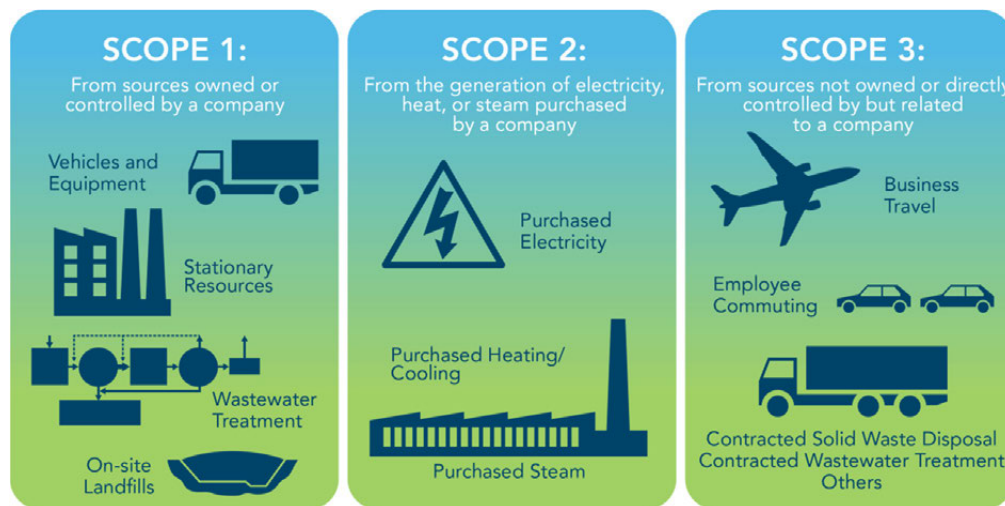 SCOPE 1:
From sources owned or
controlled by a company
Vehicles and
Equipment
Stationary
Resources
Wastewater
Treatment
On-site
Landfills
SCOPE 2:
From the generation of electricity,
heat, or steam purchased
by a company
Purchased
Electricity
Purchased Heating/
Cooling
Purchased Steam
SCOPE 3:
From sources not owned or directly
controlled by but related
to a company
Business
Travel
Employee
Commuting
Contracted Solid Waste Disposal
Contracted Wastewater Treatment
Others